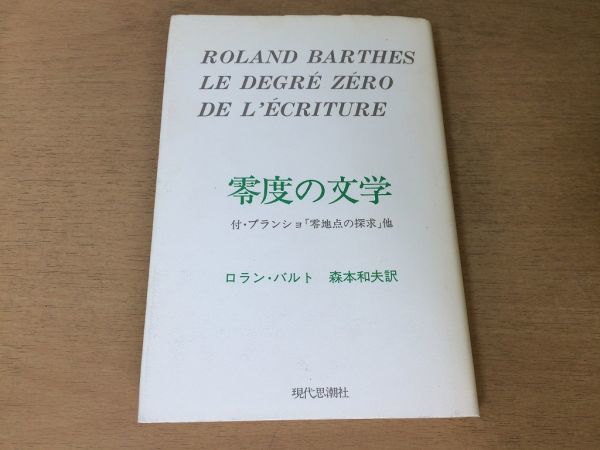 ROLAND BARTHES
LE DEGRÉ ZÉRO
DE L'ÉCRITURE
零度の文学
付・ブランショ「零地点の探求」他
ロラン・バルト 森本和夫訳
現代思潮社